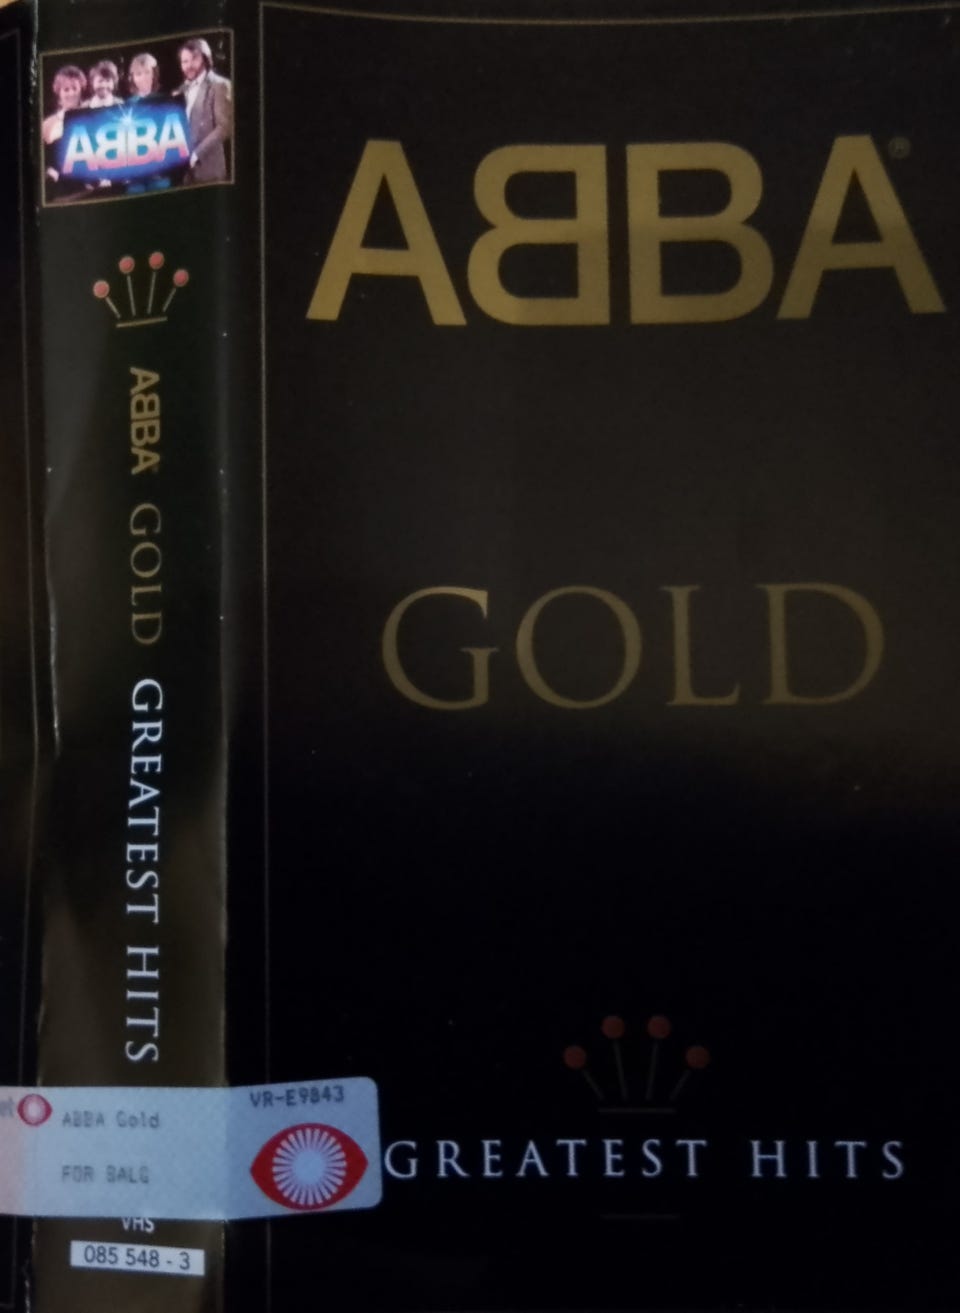 ABBA
ABBA GOLD GREATEST HITS
ABBA Gold
FOR SALG
VR-E9843
VHS
085 548 - 3
ABBA®
GOLD
GREATEST HITS